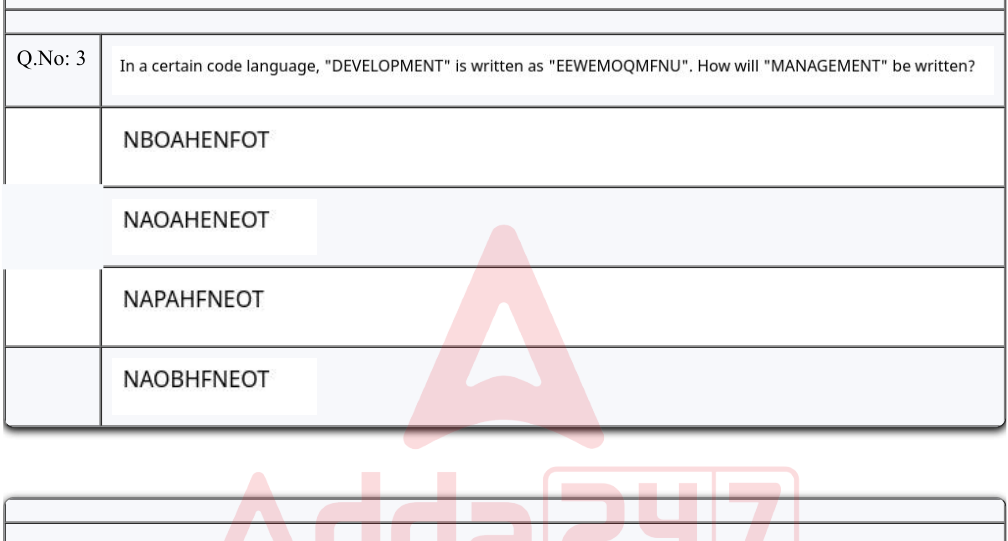 Q.No: 3
In a certain code language, "DEVELOPMENT" is written as "EEWEMOQMFNU". How will "MANAGEMENT" be written?
NBOAHENFOT
NAOAHENEOT
NAPAHFNEOT
NAOBHFNEOT
Adda247